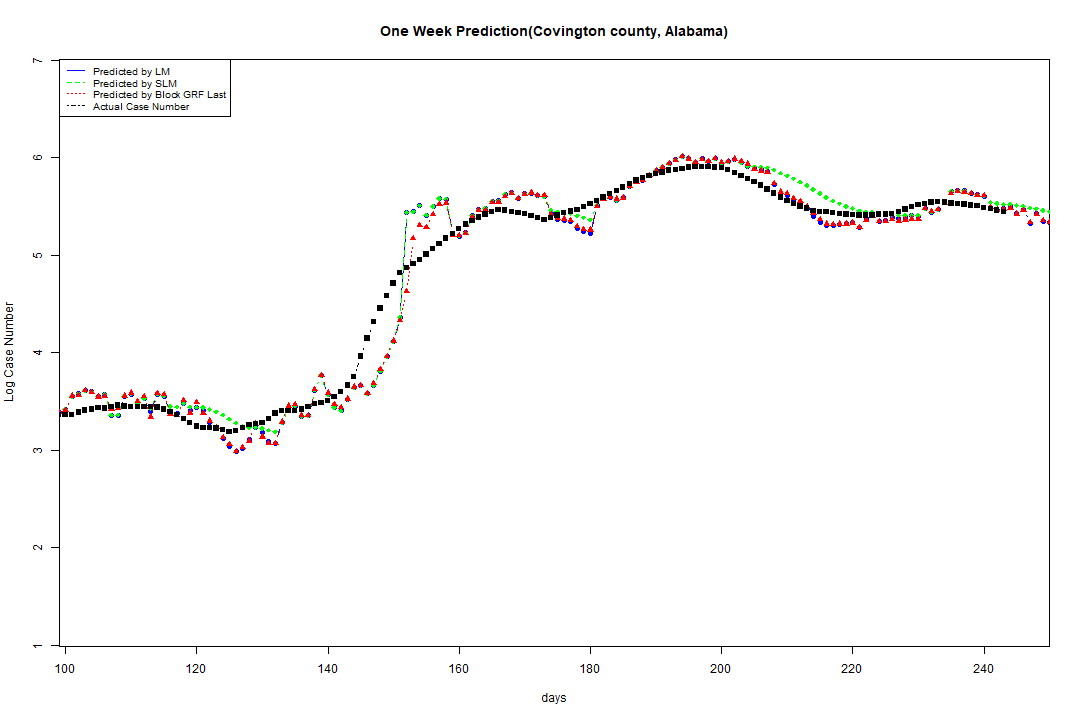 One Week Prediction(Covington county, Alabama)
Predicted by LM
Predicted by SLM
Predicted by Block GRF Last
Actual Case Number
7
6
5
4
3
2
1
Log Case Number
100 120 140 160 180 200 220 240
days